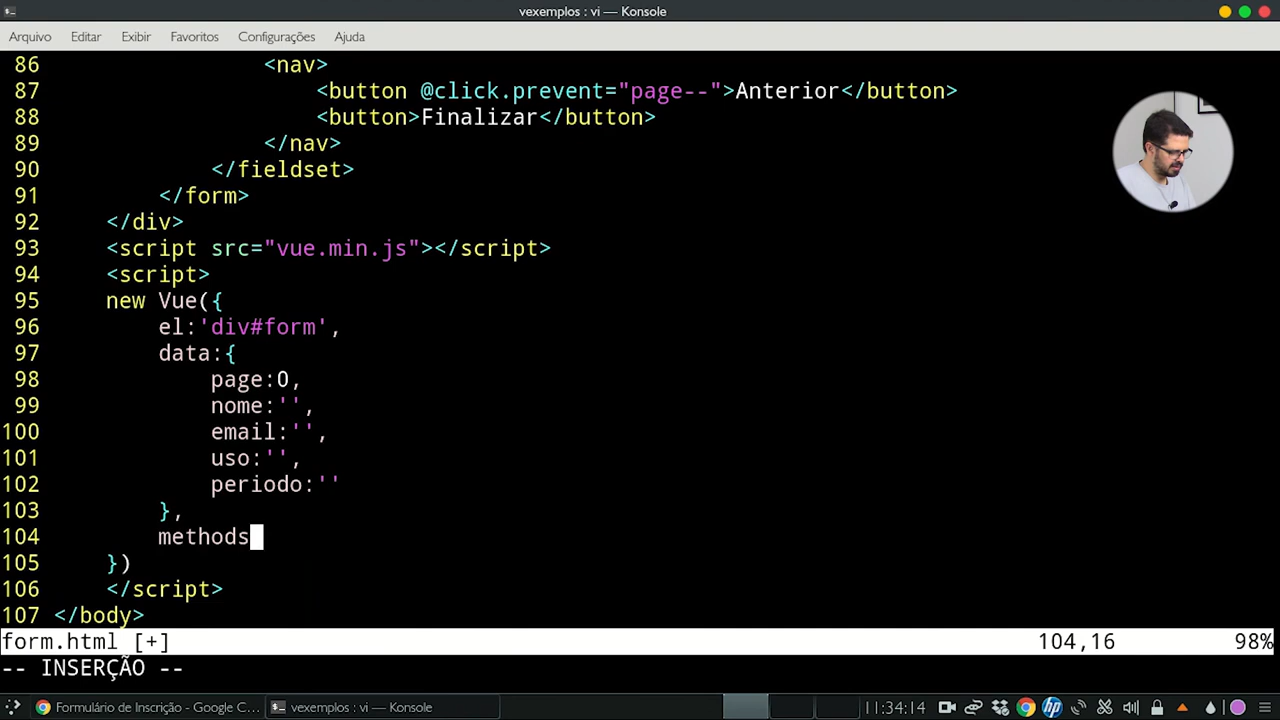 vexemplos : vi — Konsole
Arquivo Editar Exibir Favoritos Configurações Ajuda
86 <nav>
87 <button @click.prevent="page--">Anterior</button>
88 <button>Finalizar</button>
89 </nav>
90 </fieldset>
91 </form>
92 </div>
93 <script src="vue.min.js"></script>
94 <script>
95 new Vue({
96 el:'div#form',
97 data:{
98 page:0,
99 nome:'',
100 email:'',
101 uso:'',
102 periodo:''
103 },
104 methods
105 })
106 </script>
107 </body>
form.html [+] 104,16 98%
-- INSERÇÃO --
Formulário de Inscrição - Google C... vexemplos : vi — Konsole 11:34:14